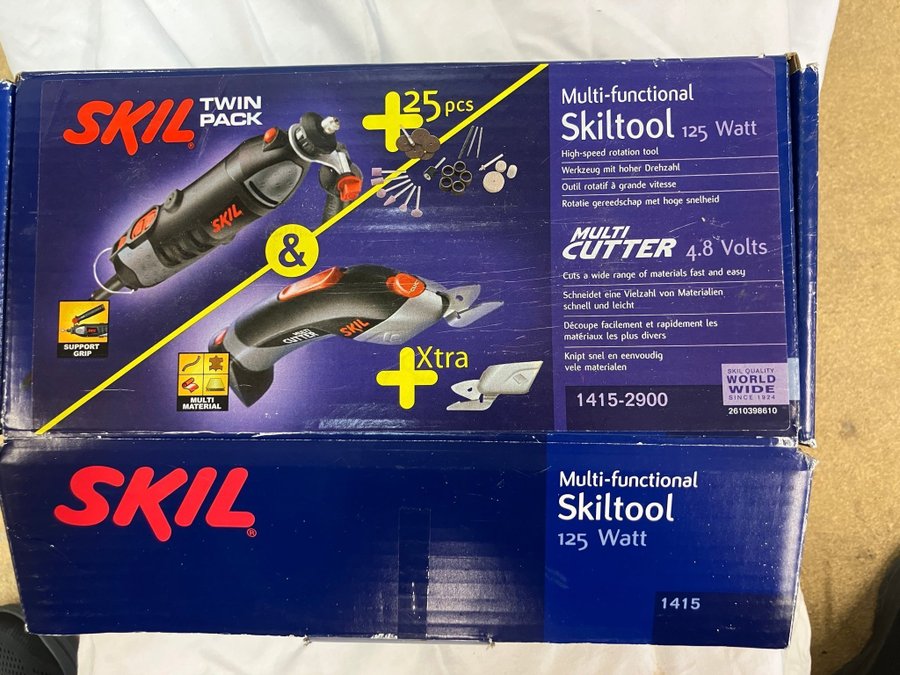 SKIL
TWIN
PACK
+25 pcs
SKIL
&
SUPPORT
GRIP
MULTI
CUTTER
SKIL
MULTI
MATERIAL
+Xtra
Multi-functional
Skiltool 125 Watt
High-speed rotation tool
Werkzeug mit hoher Drehzahl
Outil rotatif à grande vitesse
Rotatie gereedschap met hoge snelheid
MULTI
CUTTER 4.8 Volts
Cuts a wide range of materials fast and easy
Schneidet eine Vielzahl von Materialien
schnell und leicht
Découpe facilement et rapidement les
matériaux les plus divers
Knipt snel en eenvoudig
vele materialen
1415-2900
SKIL QUALITY
WORLD
WIDE
SINCE 1924
2610398610
SKIL®
Multi-functional
Skiltool
125 Watt
1415